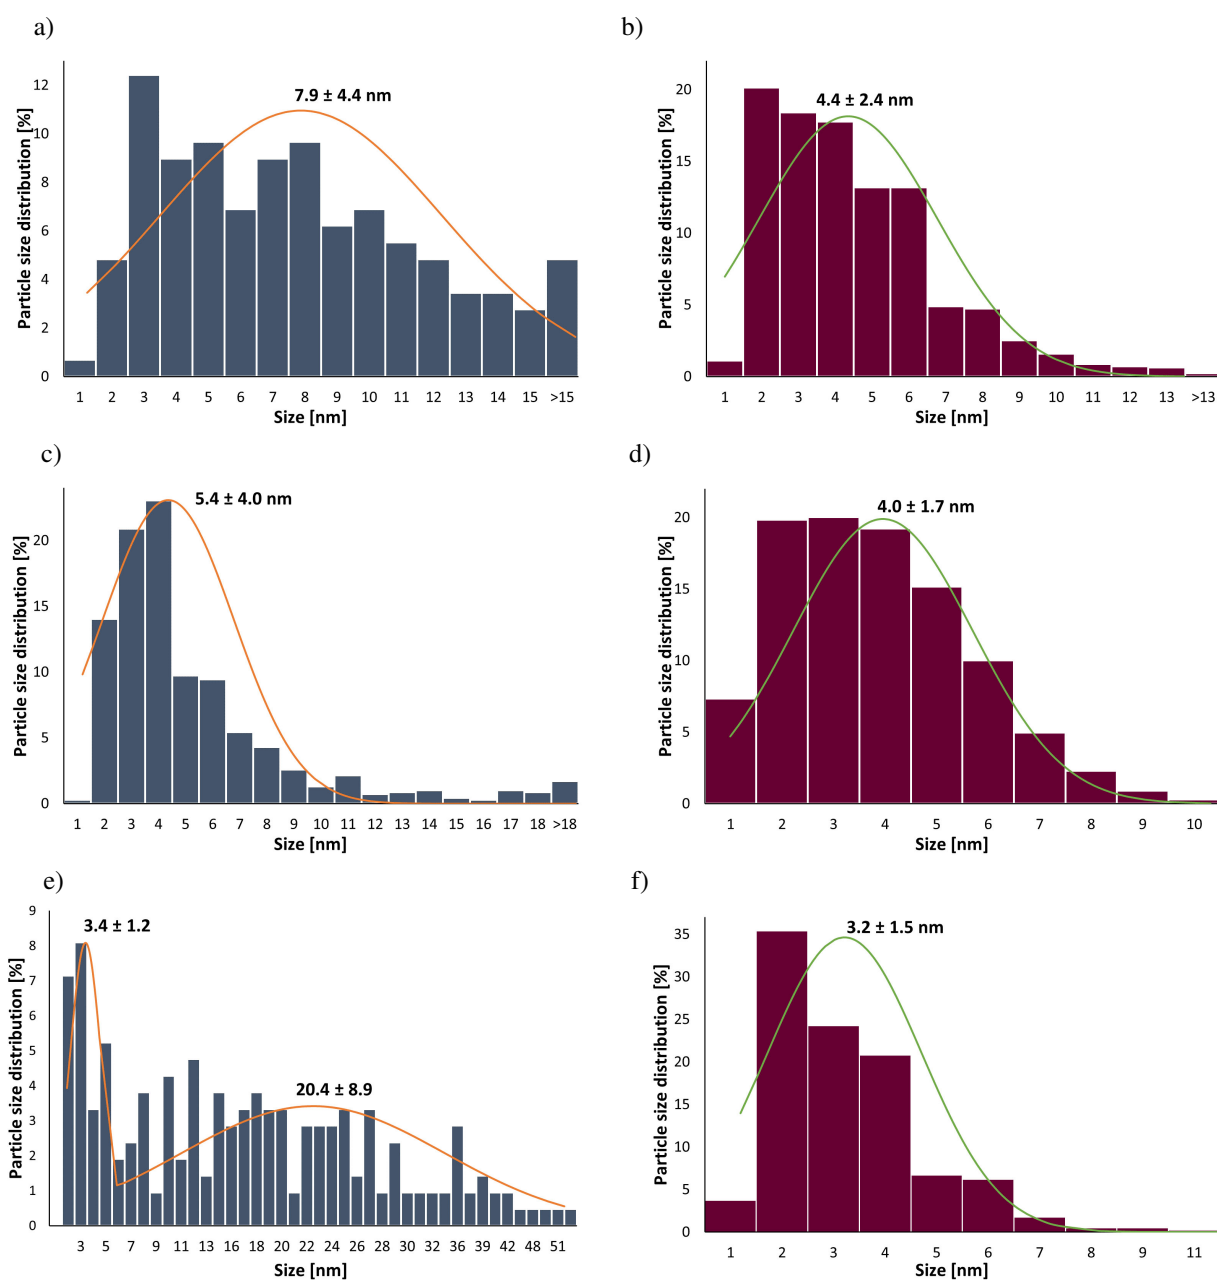 a)
Particle size distribution [%]
12
10
8
6
4
2
0
7.9 ± 4.4 nm
1 2 3 4 5 6 7 8 9 10 11 12 13 14 15 >15
Size [nm]
b)
Particle size distribution [%]
20
15
10
5
0
4.4 ± 2.4 nm
1 2 3 4 5 6 7 8 9 10 11 12 13 >13
Size [nm]
c)
Particle size distribution [%]
20
15
10
5
0
5.4 ± 4.0 nm
1 2 3 4 5 6 7 8 9 10 11 12 13 14 15 16 17 18 >18
Size [nm]
d)
Particle size distribution [%]
20
15
10
5
0
4.0 ± 1.7 nm
1 2 3 4 5 6 7 8 9 10
Size [nm]
e)
Particle size distribution [%]
9
8
7
6
5
4
3
2
1
0
3.4 ± 1.2
20.4 ± 8.9
3 5 7 9 11 13 16 18 20 22 24 26 28 30 32 36 39 42 48 51
Size [nm]
f)
Particle size distribution [%]
35
30
25
20
15
10
5
0
3.2 ± 1.5 nm
1 2 3 4 5 6 7 8 9 11
Size [nm]